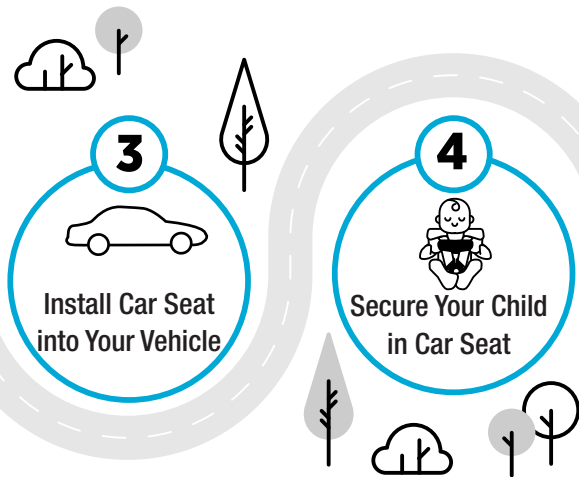 3
Install Car Seat
into Your Vehicle
4
Secure Your Child
in Car Seat